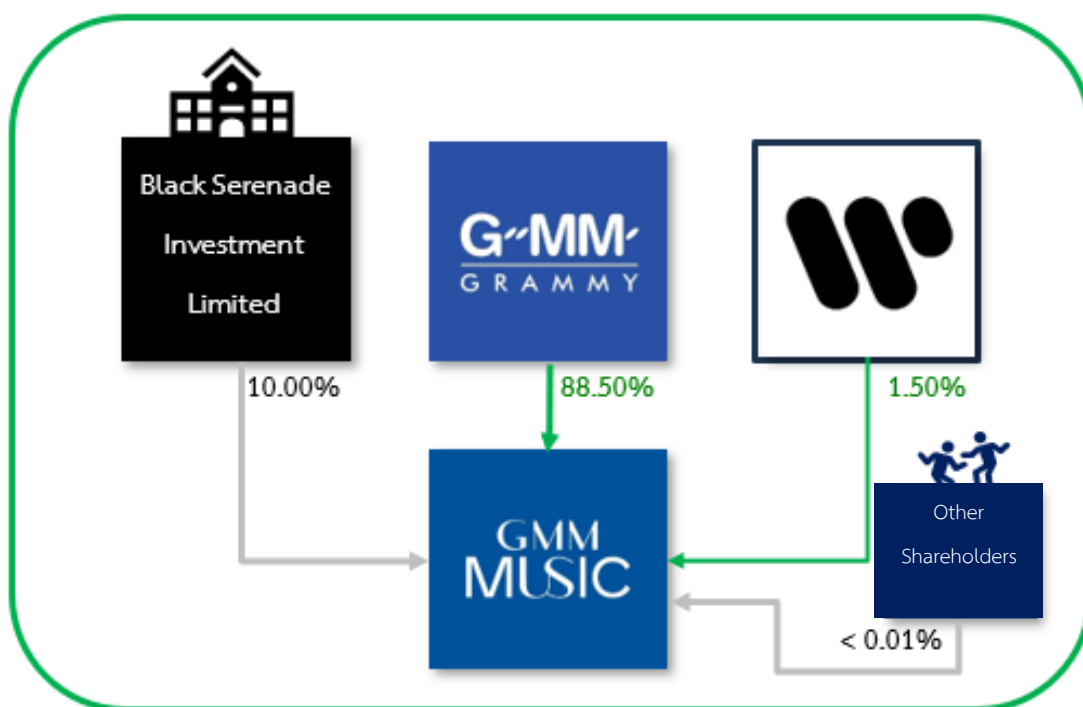 Black Serenade
Investment
Limited
G MM
GRAMMY
10.00%
88.50%
1.50%
GMM
MUSIC
Other
Shareholders
< 0.01%